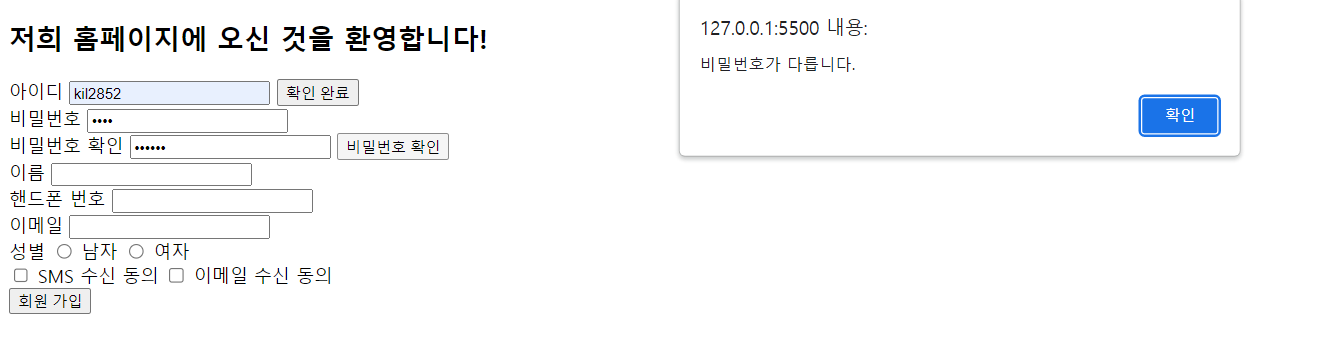 저희 홈페이지에 오신 것을 환영합니다!
아이디 kil2852 확인 완료
비밀번호 ••••
비밀번호 확인 •••••• 비밀번호 확인
이름
핸드폰 번호
이메일
성별 남자 여자
SMS 수신 동의 이메일 수신 동의
회원 가입
127.0.0.1:5500 내용:
비밀번호가 다릅니다.
확인